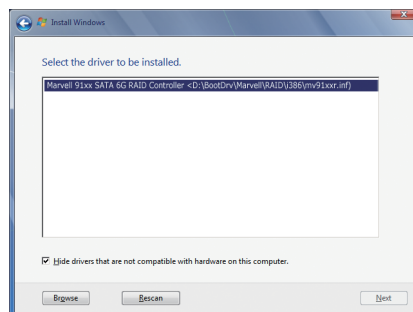 Install Windows
Select the driver to be installed.
Marvell 91xx SATA 6G RAID Controller <D:\BootDrv\Marvell\RAID\i386\mv91xxr.inf)
Hide drivers that are not compatible with hardware on this computer.
Browse Rescan Next